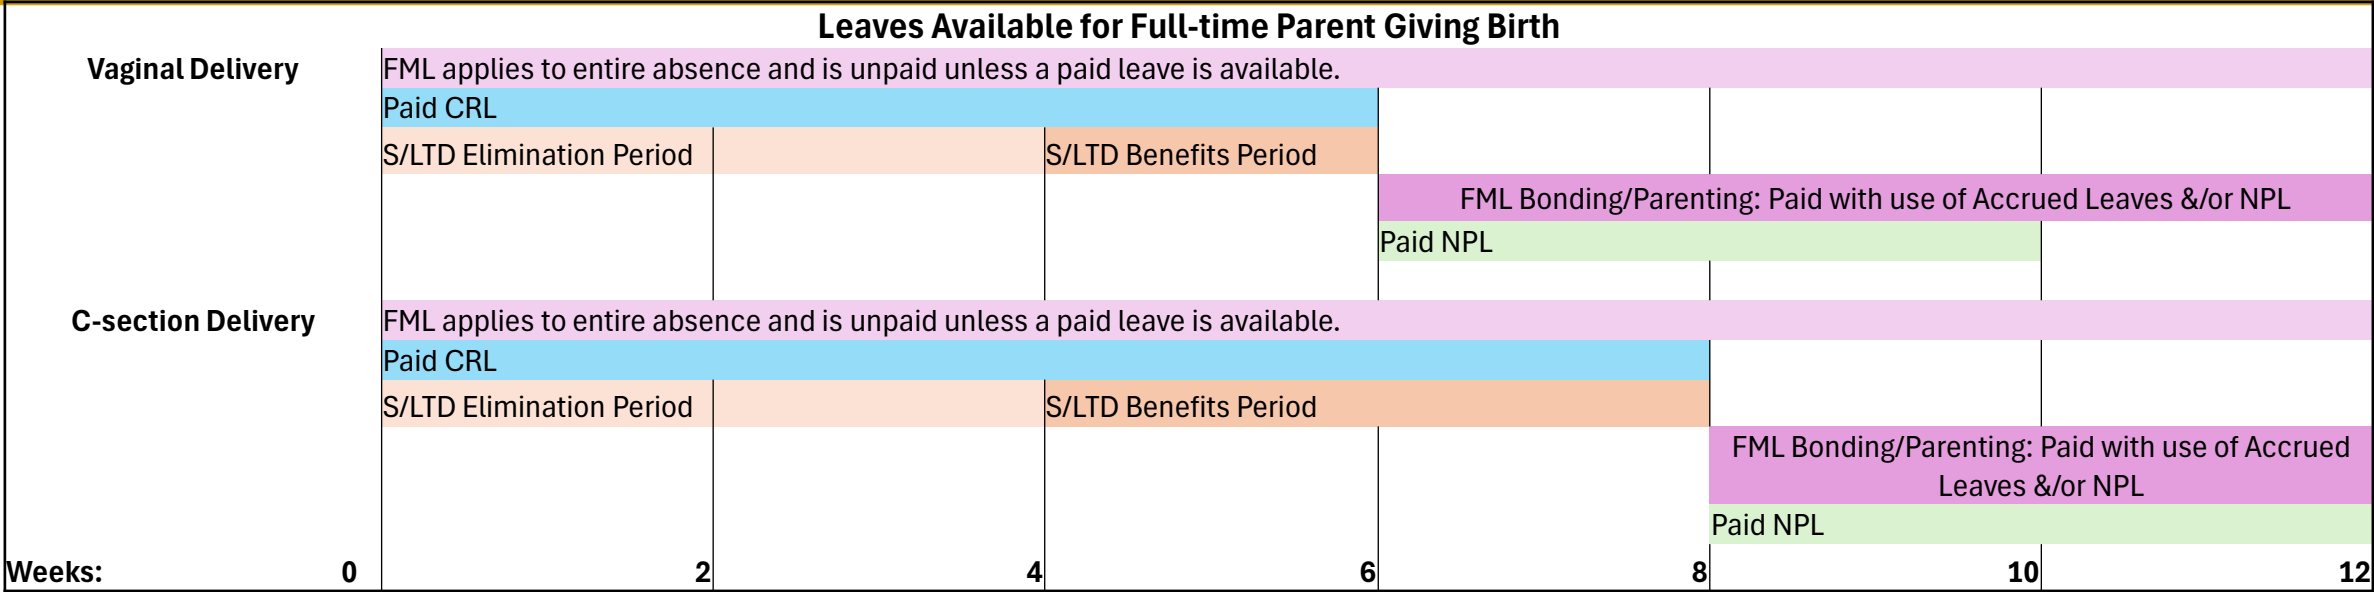 Leaves Available for Full-time Parent Giving Birth
Vaginal Delivery
FML applies to entire absence and is unpaid unless a paid leave is available.
Paid CRL
S/LTD Elimination Period
S/LTD Benefits Period
FML Bonding/Parenting: Paid with use of Accrued Leaves &/or NPL
Paid NPL
C-section Delivery
FML applies to entire absence and is unpaid unless a paid leave is available.
Paid CRL
S/LTD Elimination Period
S/LTD Benefits Period
FML Bonding/Parenting: Paid with use of Accrued
Leaves &/or NPL
Paid NPL
Weeks: 0 2 4 6 8 10 12